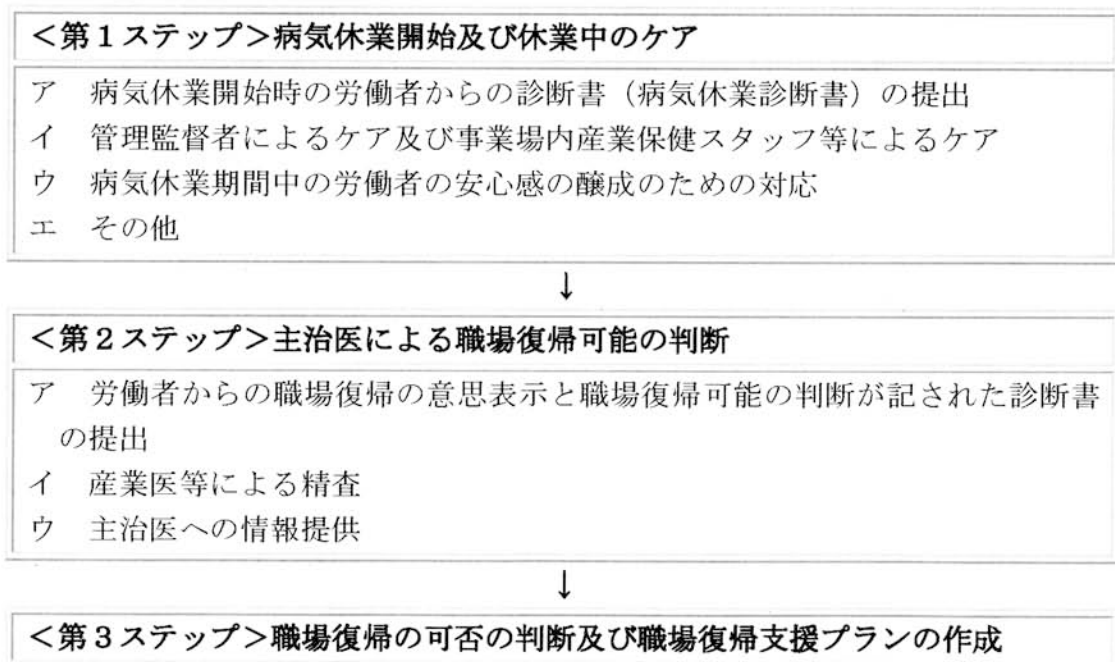 <第1ステップ>病気休業開始及び休業中のケア
ア 病気休業開始時の労働者からの診断書(病気休業診断書)の提出
イ 管理監督者によるケア及び事業場内産業保健スタッフ等によるケア
ウ 病気休業期間中の労働者の安心感の醸成のための対応
エ その他
↓
<第2ステップ>主治医による職場復帰可能の判断
ア 労働者からの職場復帰の意思表示と職場復帰可能の判断が記された診断書
の提出
イ 産業医等による精査
ウ 主治医への情報提供
↓
<第3ステップ>職場復帰の可否の判断及び職場復帰支援プランの作成